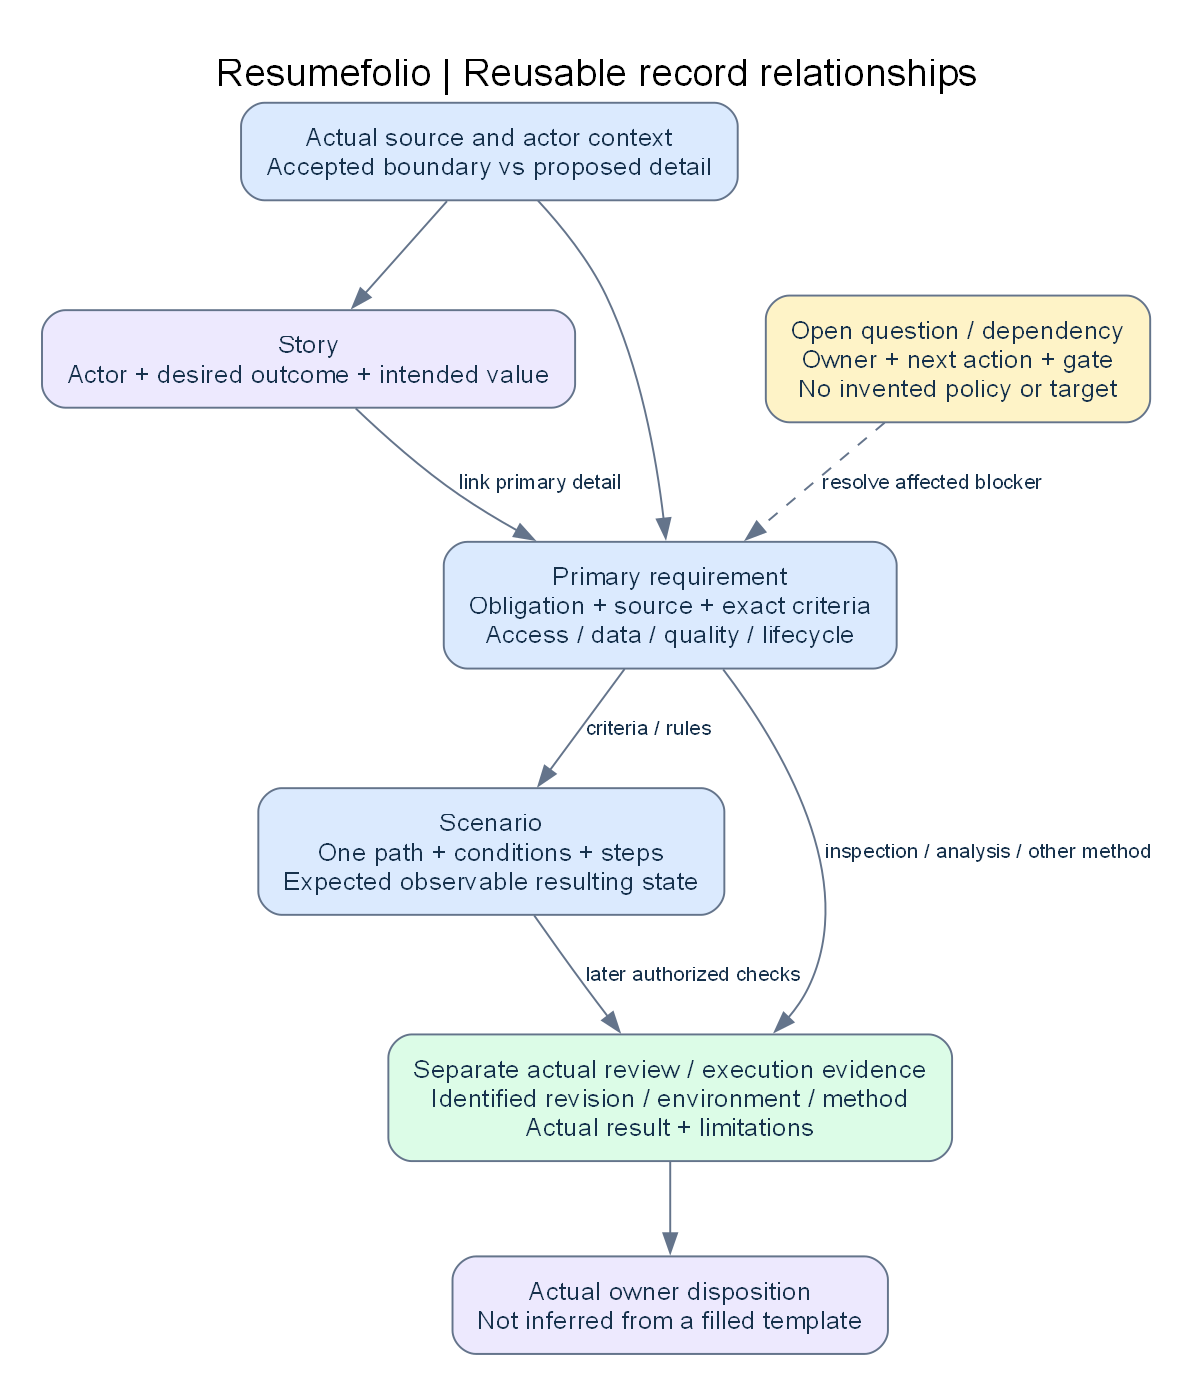 Resumefolio | Reusable record relationships
Actual source and actor context
Accepted boundary vs proposed detail
Story
Actor + desired outcome + intended value
Open question / dependency
Owner + next action + gate
No invented policy or target
link primary detail
resolve affected blocker
Primary requirement
Obligation + source + exact criteria
Access / data / quality / lifecycle
criteria / rules
Scenario
One path + conditions + steps
Expected observable resulting state
inspection / analysis / other method
later authorized checks
Separate actual review / execution evidence
Identified revision / environment / method
Actual result + limitations
Actual owner disposition
Not inferred from a filled template